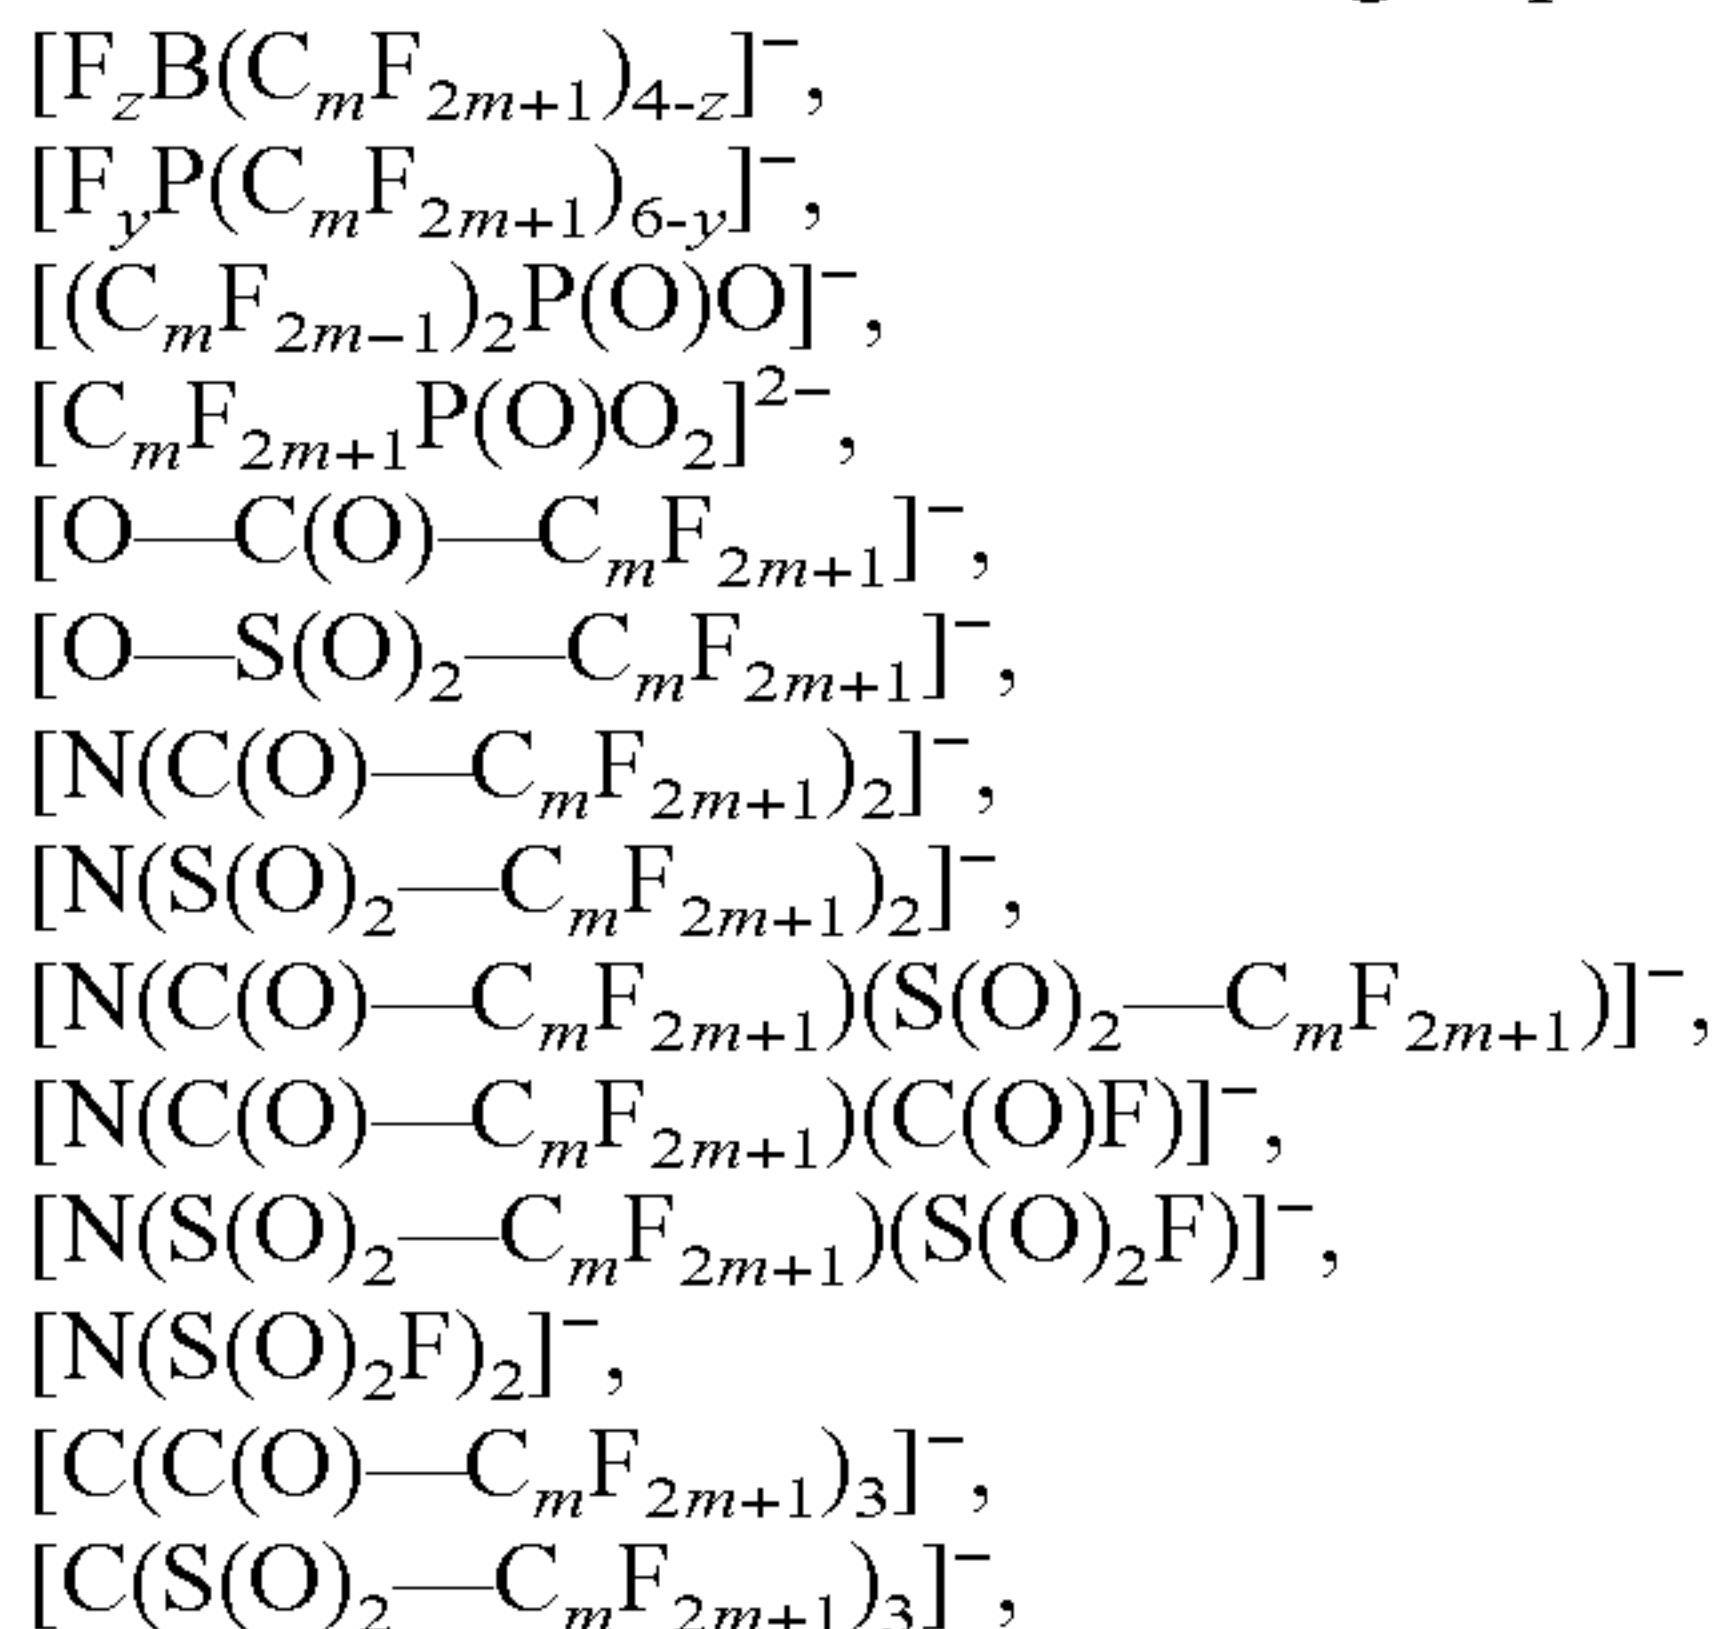 [F_zB(C_mF_{2m+1})_{4-z}]^−,
[F_yP(C_mF_{2m+1})_{6-y}]^−,
[(C_mF_{2m−1})_2P(O)O]^−,
[C_mF_{2m+1}P(O)O_2]^{2−},
[O—C(O)—C_mF_{2m+1}]^−,
[O—S(O)_2—C_mF_{2m+1}]^−,
[N(C(O)—C_mF_{2m+1})_2]^−,
[N(S(O)_2—C_mF_{2m+1})_2]^−,
[N(C(O)—C_mF_{2m+1})(S(O)_2—C_mF_{2m+1})]^−,
[N(C(O)—C_mF_{2m+1})(C(O)F)]^−,
[N(S(O)_2—C_mF_{2m+1})(S(O)_2F)]^−,
[N(S(O)_2F)_2]^−,
[C(C(O)—C_mF_{2m+1})_3]^−,
[C(S(O)_2—C_mF_{2m+1})_3]^−,